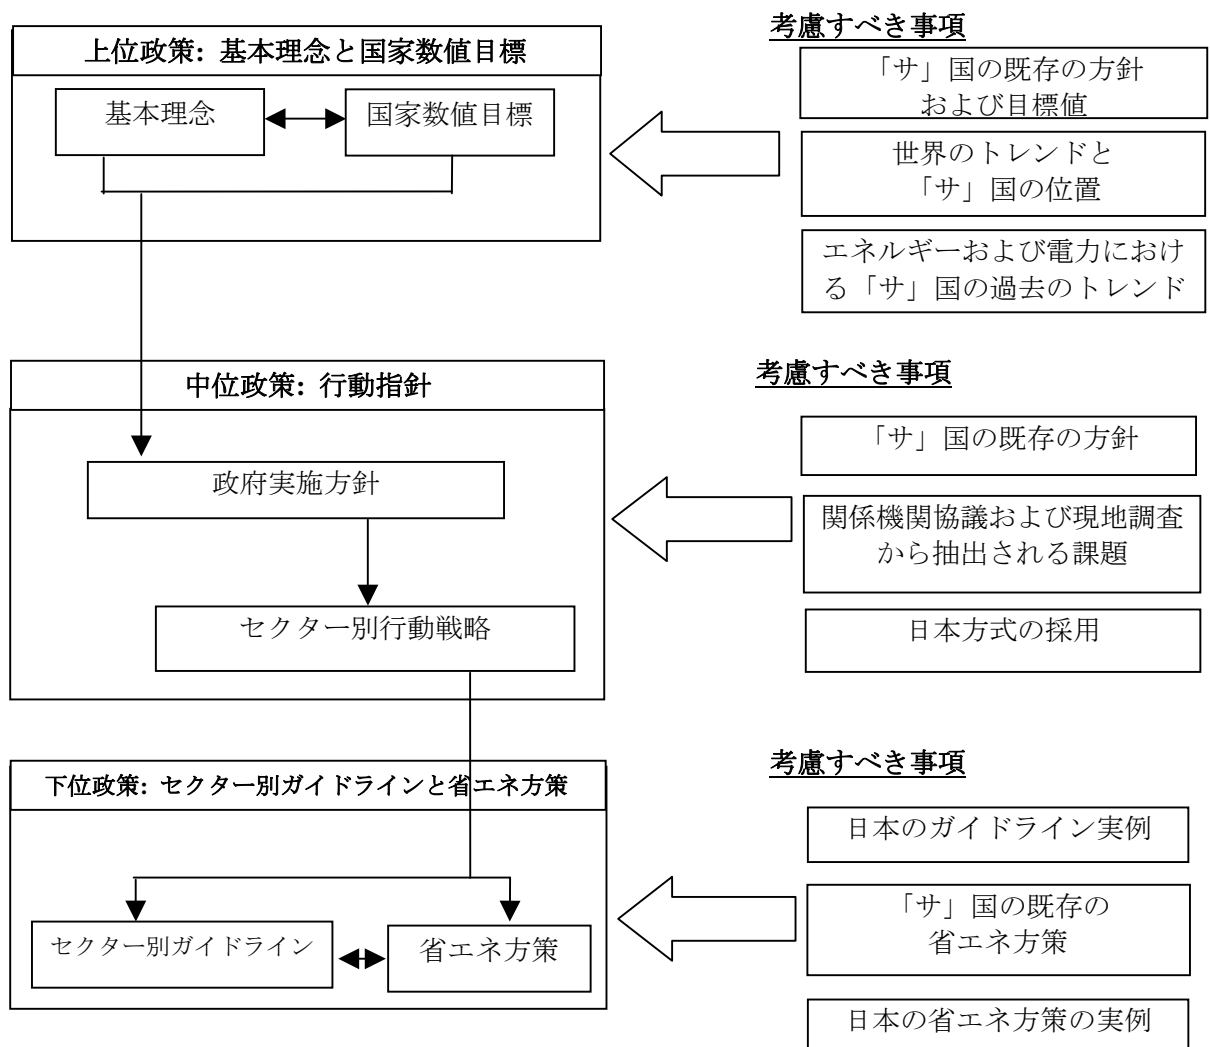 上位政策: 基本理念と国家数値目標
基本理念
国家数値目標
考慮すべき事項
「サ」国の既存の方針
および目標値
世界のトレンドと
「サ」国の位置
エネルギーおよび電力におけ
る「サ」国の過去のトレンド
中位政策: 行動指針
政府実施方針
セクター別行動戦略
考慮すべき事項
「サ」国の既存の方針
関係機関協議および現地調査
から抽出される課題
日本方式の採用
下位政策: セクター別ガイドラインと省エネ方策
セクター別ガイドライン
省エネ方策
考慮すべき事項
日本のガイドライン実例
「サ」国の既存の
省エネ方策
日本の省エネ方策の実例